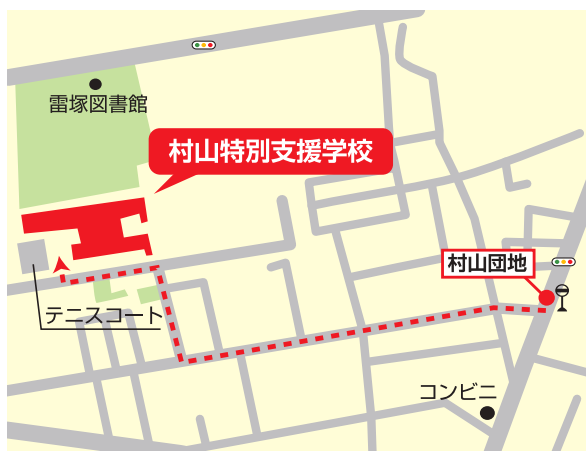 雷塚図書館
村山特別支援学校
村山団地
テニスコート
コンビニ